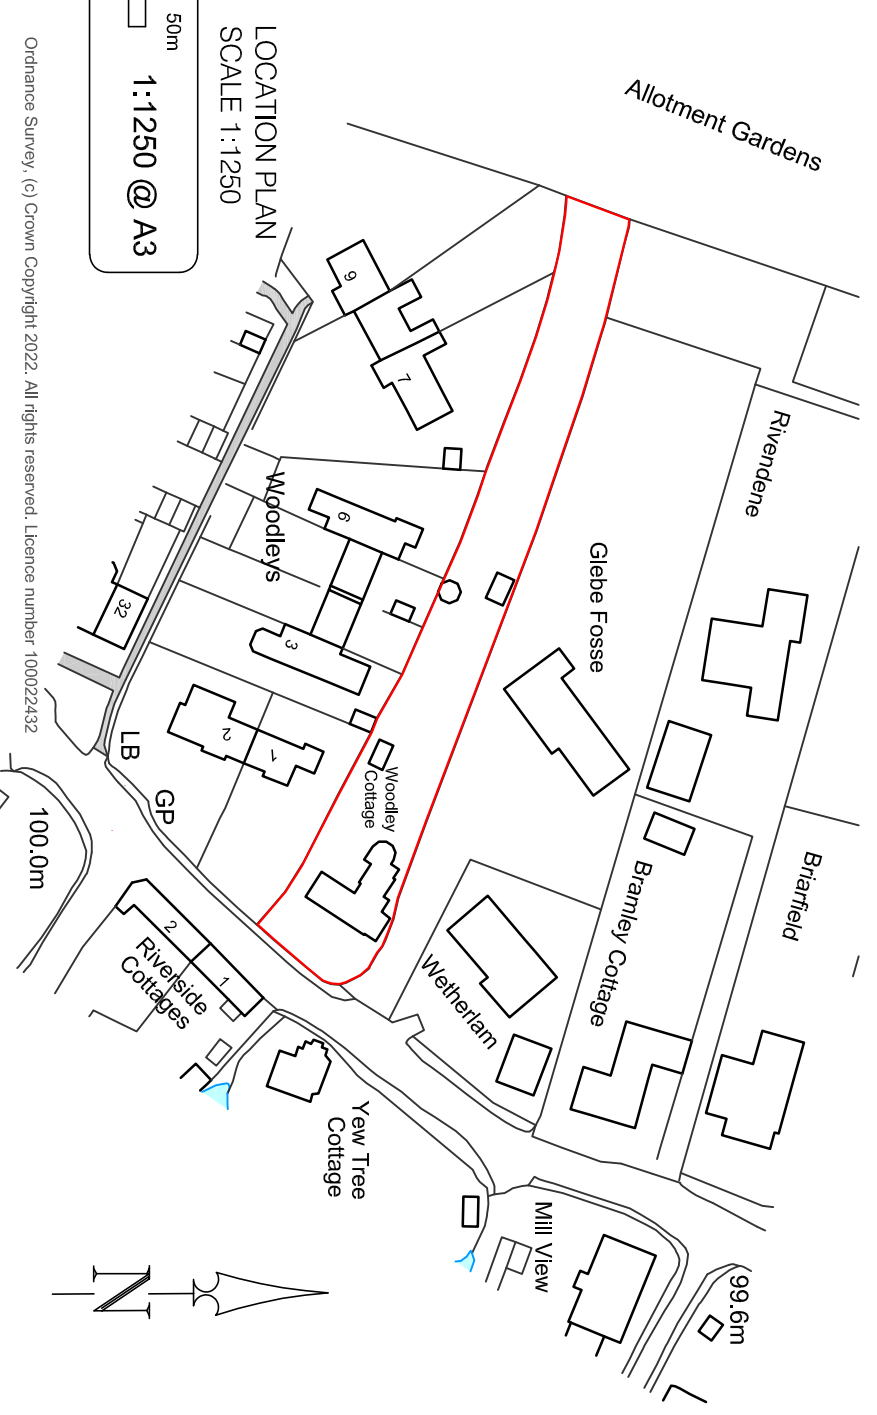 Allotment Gardens
LOCATION PLAN
SCALE 1:1250
50m
1:1250 @ A3
Ordnance Survey, (c) Crown Copyright 2022. All rights reserved. Licence number 100022432
Rivendene
Glebe Fosse
9
7
Woodleys
6
3
32
2
1
LB
GP
100.0m
Woodley
Cottage
Briarfield
Bramley Cottage
Wetherlam
2
1
Riverside
Cottages
Yew Tree
Cottage
Mill View
99.6m
N